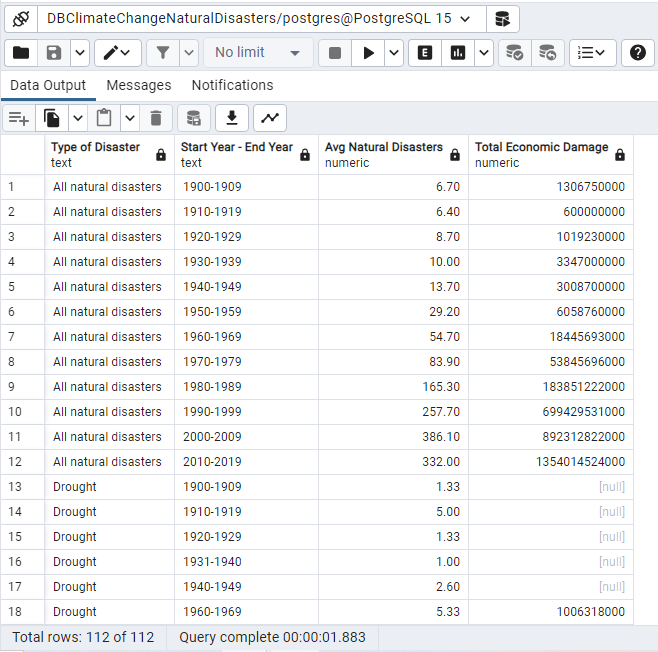 DBClimateChangeNaturalDisasters/postgres@PostgreSQL 15
No limit
E
Data Output Messages Notifications
Type of Disaster Start Year - End Year Avg Natural Disasters Total Economic Damage
text text numeric numeric
1 All natural disasters 1900-1909 6.70 1306750000
2 All natural disasters 1910-1919 6.40 600000000
3 All natural disasters 1920-1929 8.70 1019230000
4 All natural disasters 1930-1939 10.00 3347000000
5 All natural disasters 1940-1949 13.70 3008700000
6 All natural disasters 1950-1959 29.20 6058760000
7 All natural disasters 1960-1969 54.70 18445693000
8 All natural disasters 1970-1979 83.90 53845696000
9 All natural disasters 1980-1989 165.30 183851222000
10 All natural disasters 1990-1999 257.70 699429531000
11 All natural disasters 2000-2009 386.10 892312822000
12 All natural disasters 2010-2019 332.00 1354014524000
13 Drought 1900-1909 1.33 [null]
14 Drought 1910-1919 5.00 [null]
15 Drought 1920-1929 1.33 [null]
16 Drought 1931-1940 1.00 [null]
17 Drought 1940-1949 2.60 [null]
18 Drought 1960-1969 5.33 1006318000
Total rows: 112 of 112 Query complete 00:00:01.883